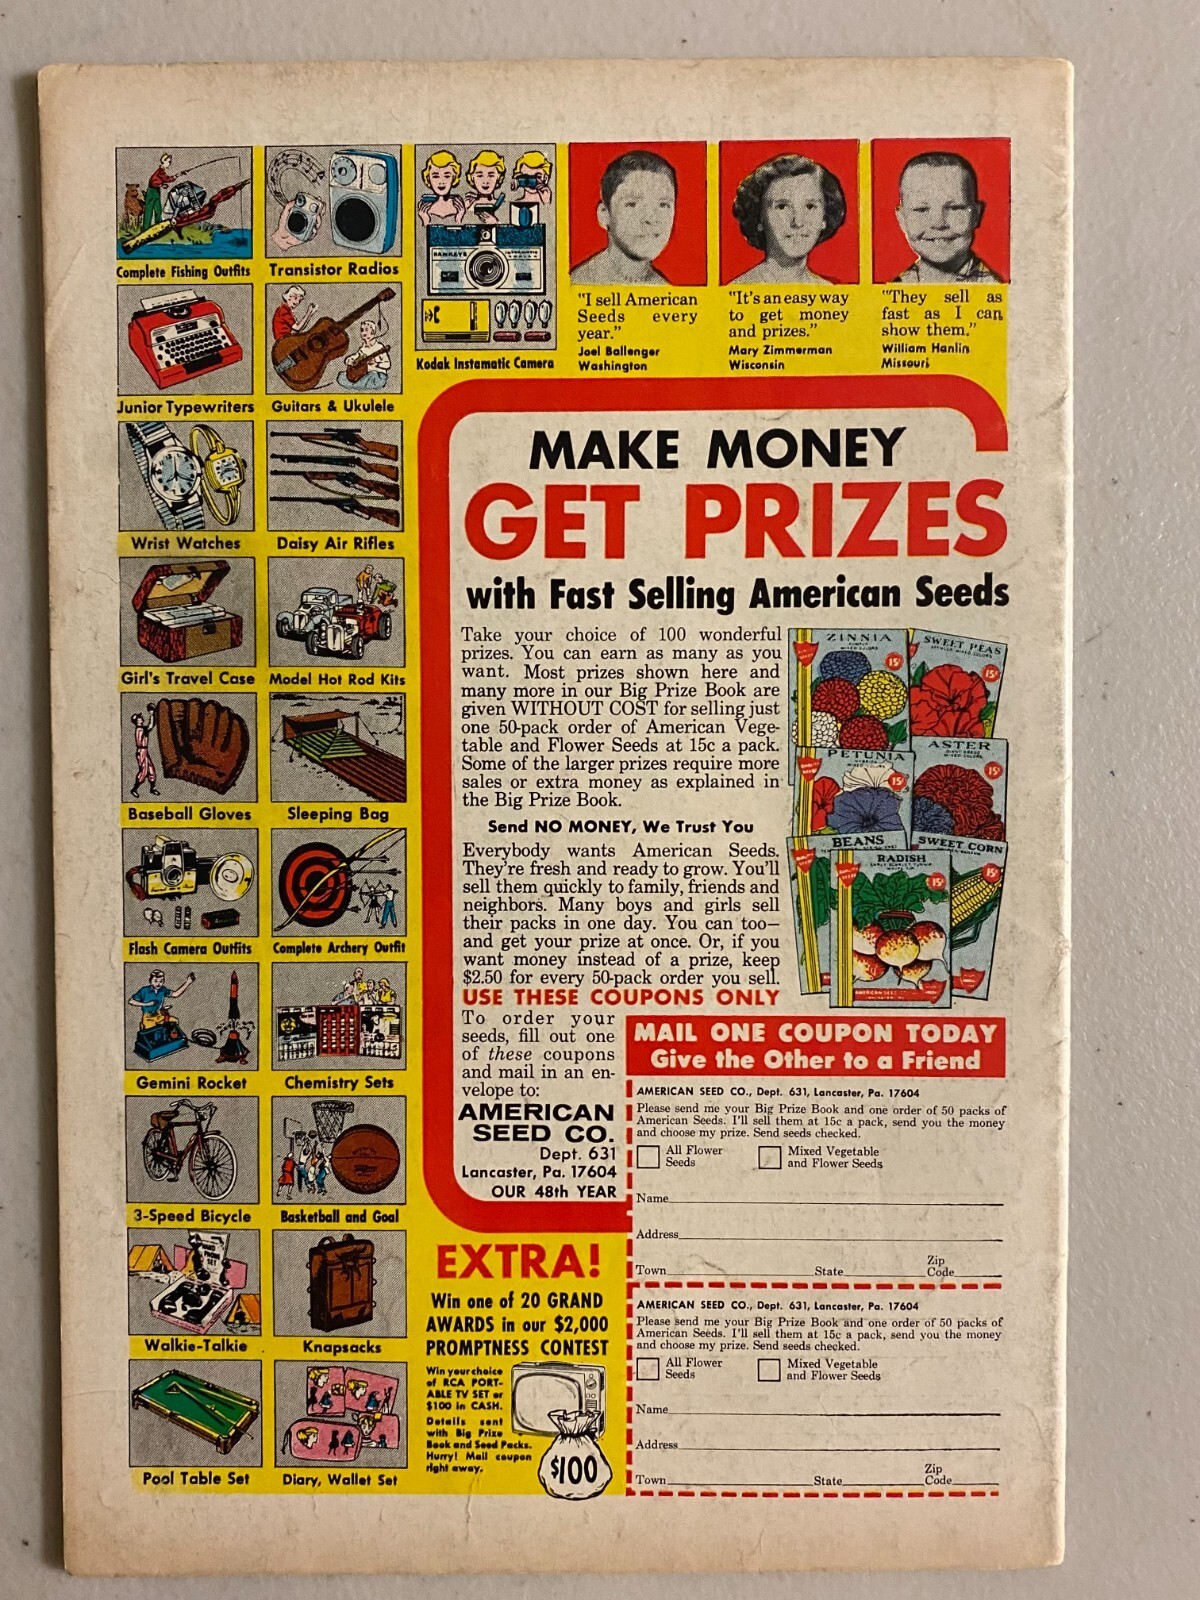 Complete Fishing Outfits
Transistor Radios
Kodak Instamatic Camera
Junior Typewriters
Guitars & Ukulele
Wrist Watches
Daisy Air Rifles
Girl's Travel Case
Model Hot Rod Kits
Baseball Gloves
Sleeping Bag
Flash Camera Outfits
Complete Archery Outfit
Gemini Rocket
Chemistry Sets
3-Speed Bicycle
Basketball and Goal
Walkie-Talkie
Knapsacks
Pool Table Set
Diary, Wallet Set
"I sell American
Seeds every
year."
Joel Ballenger
Washington
"It's an easy way
to get money
and prizes."
Mary Zimmerman
Wisconsin
"They sell as
fast as I can
show them."
William Hanlin
Missouri
MAKE MONEY
GET PRIZES
with Fast Selling American Seeds
Take your choice of 100 wonderful
prizes. You can earn as many as you
want. Most prizes shown here and
many more in our Big Prize Book are
given WITHOUT COST for selling just
one 50-pack order of American Vege-
table and Flower Seeds at 15c a pack.
Some of the larger prizes require more
sales or extra money as explained in
the Big Prize Book.
Send NO MONEY, We Trust You
Everybody wants American Seeds.
They're fresh and ready to grow. You'll
sell them quickly to family, friends and
neighbors. Many boys and girls sell
their packs in one day. You can too—
and get your prize at once. Or, if you
want money instead of a prize, keep
$2.50 for every 50-pack order you sell.
USE THESE COUPONS ONLY
To order your
seeds, fill out one
of these coupons
and mail in an en-
velope to:
AMERICAN
SEED CO.
Dept. 631
Lancaster, Pa. 17604
OUR 48th YEAR
ZINNIA
15¢
SWEET PEAS
15¢
PETUNIA
15¢
ASTER
15¢
BEANS
SWEET CORN
15¢
RADISH
15¢
MAIL ONE COUPON TODAY
Give the Other to a Friend
AMERICAN SEED CO., Dept. 631, Lancaster, Pa. 17604
Please send me your Big Prize Book and one order of 50 packs of
American Seeds. I'll sell them at 15c a pack, send you the money
and choose my prize. Send seeds checked.
All Flower
Seeds
Mixed Vegetable
and Flower Seeds
Name
Address
Town State Zip
Code
AMERICAN SEED CO., Dept. 631, Lancaster, Pa. 17604
Please send me your Big Prize Book and one order of 50 packs of
American Seeds. I'll sell them at 15c a pack, send you the money
and choose my prize. Send seeds checked.
All Flower
Seeds
Mixed Vegetable
and Flower Seeds
Name
Address
Town State Zip
Code
EXTRA!
Win one of 20 GRAND
AWARDS in our $2,000
PROMPTNESS CONTEST
Win your choice
of RCA PORT-
ABLE TV SET or
$100 in CASH.
Details sent
with Big Prize
Book and Seed Packs.
Hurry! Mail coupon
right away.
$100